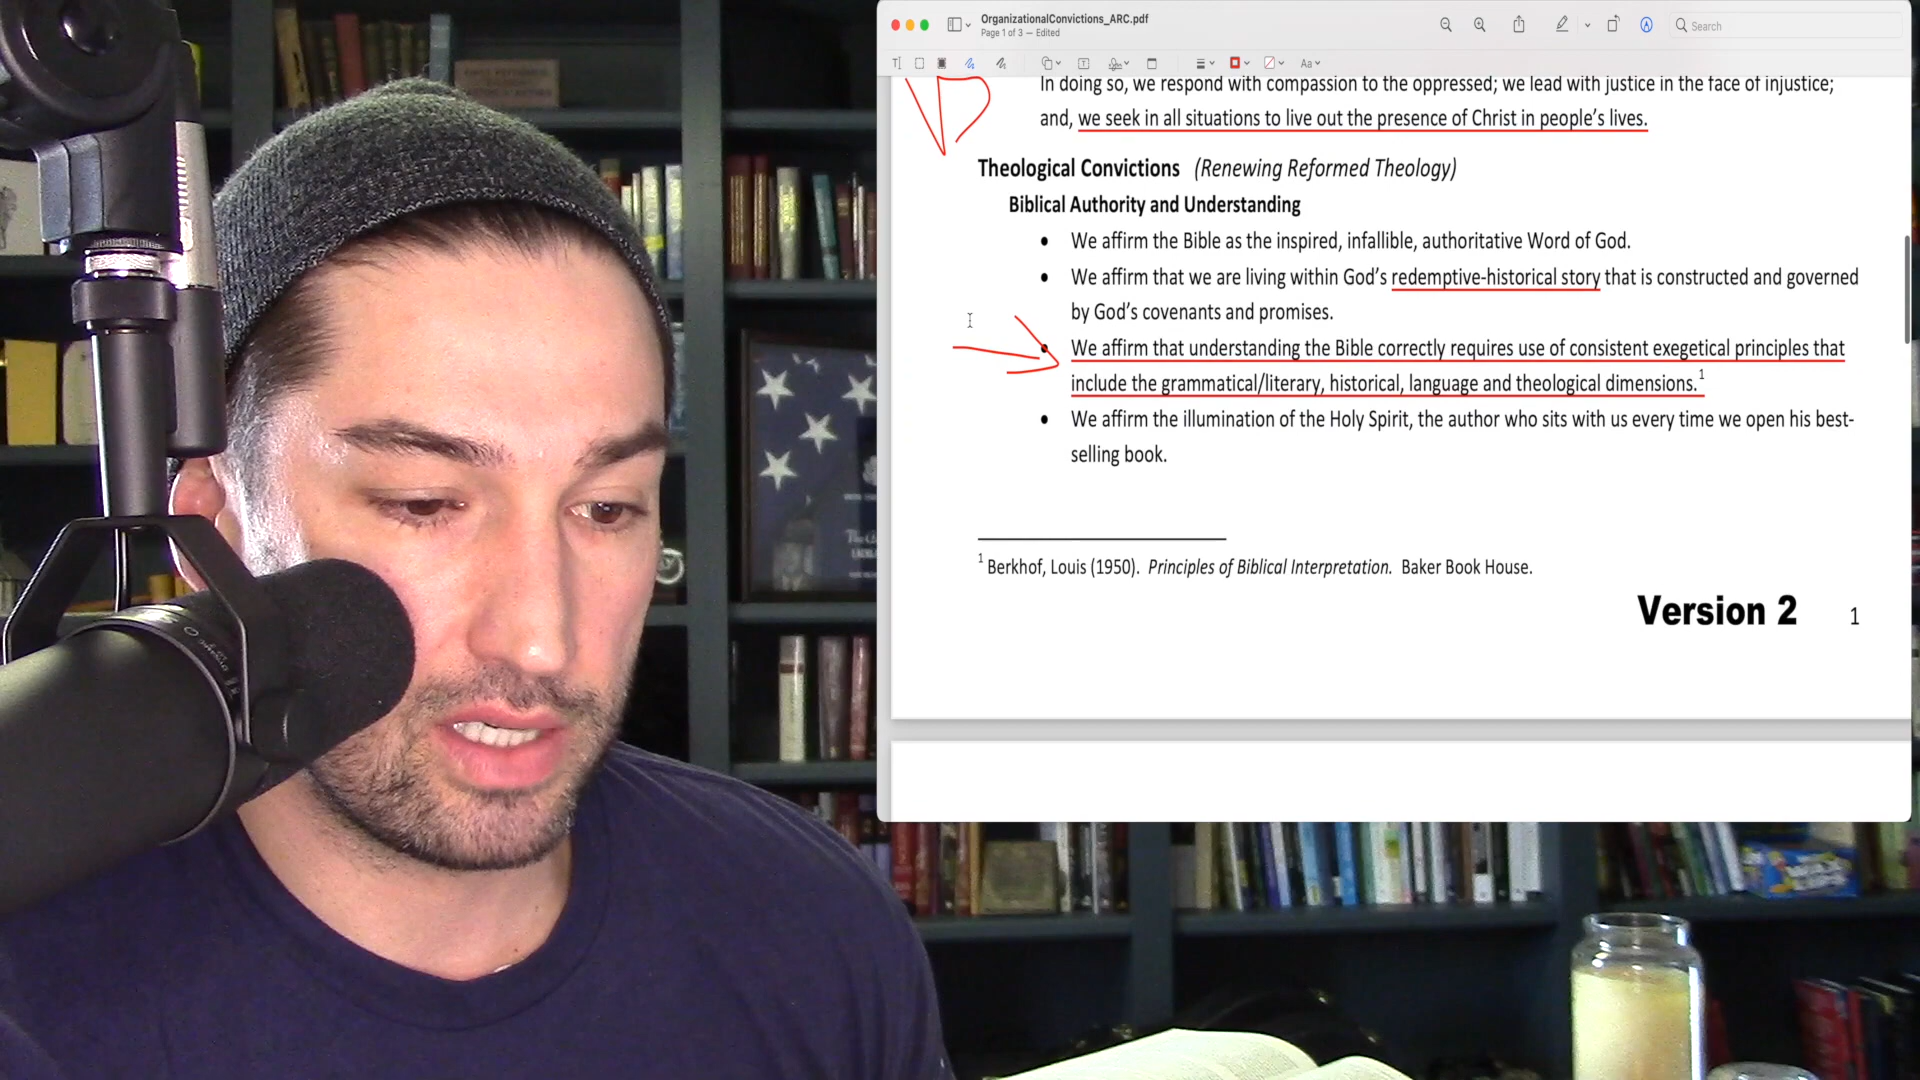 OrganizationalConvictions_ARC.pdf
Page 1 of 3 — Edited
Search
Aa
In doing so, we respond with compassion to the oppressed; we lead with justice in the face of injustice;
and, we seek in all situations to live out the presence of Christ in people's lives.
Theological Convictions (Renewing Reformed Theology)
Biblical Authority and Understanding
• We affirm the Bible as the inspired, infallible, authoritative Word of God.
• We affirm that we are living within God's redemptive-historical story that is constructed and governed
by God's covenants and promises.
• We affirm that understanding the Bible correctly requires use of consistent exegetical principles that
include the grammatical/literary, historical, language and theological dimensions.1
• We affirm the illumination of the Holy Spirit, the author who sits with us every time we open his best-
selling book.
1 Berkhof, Louis (1950). Principles of Biblical Interpretation. Baker Book House.
Version 2 1